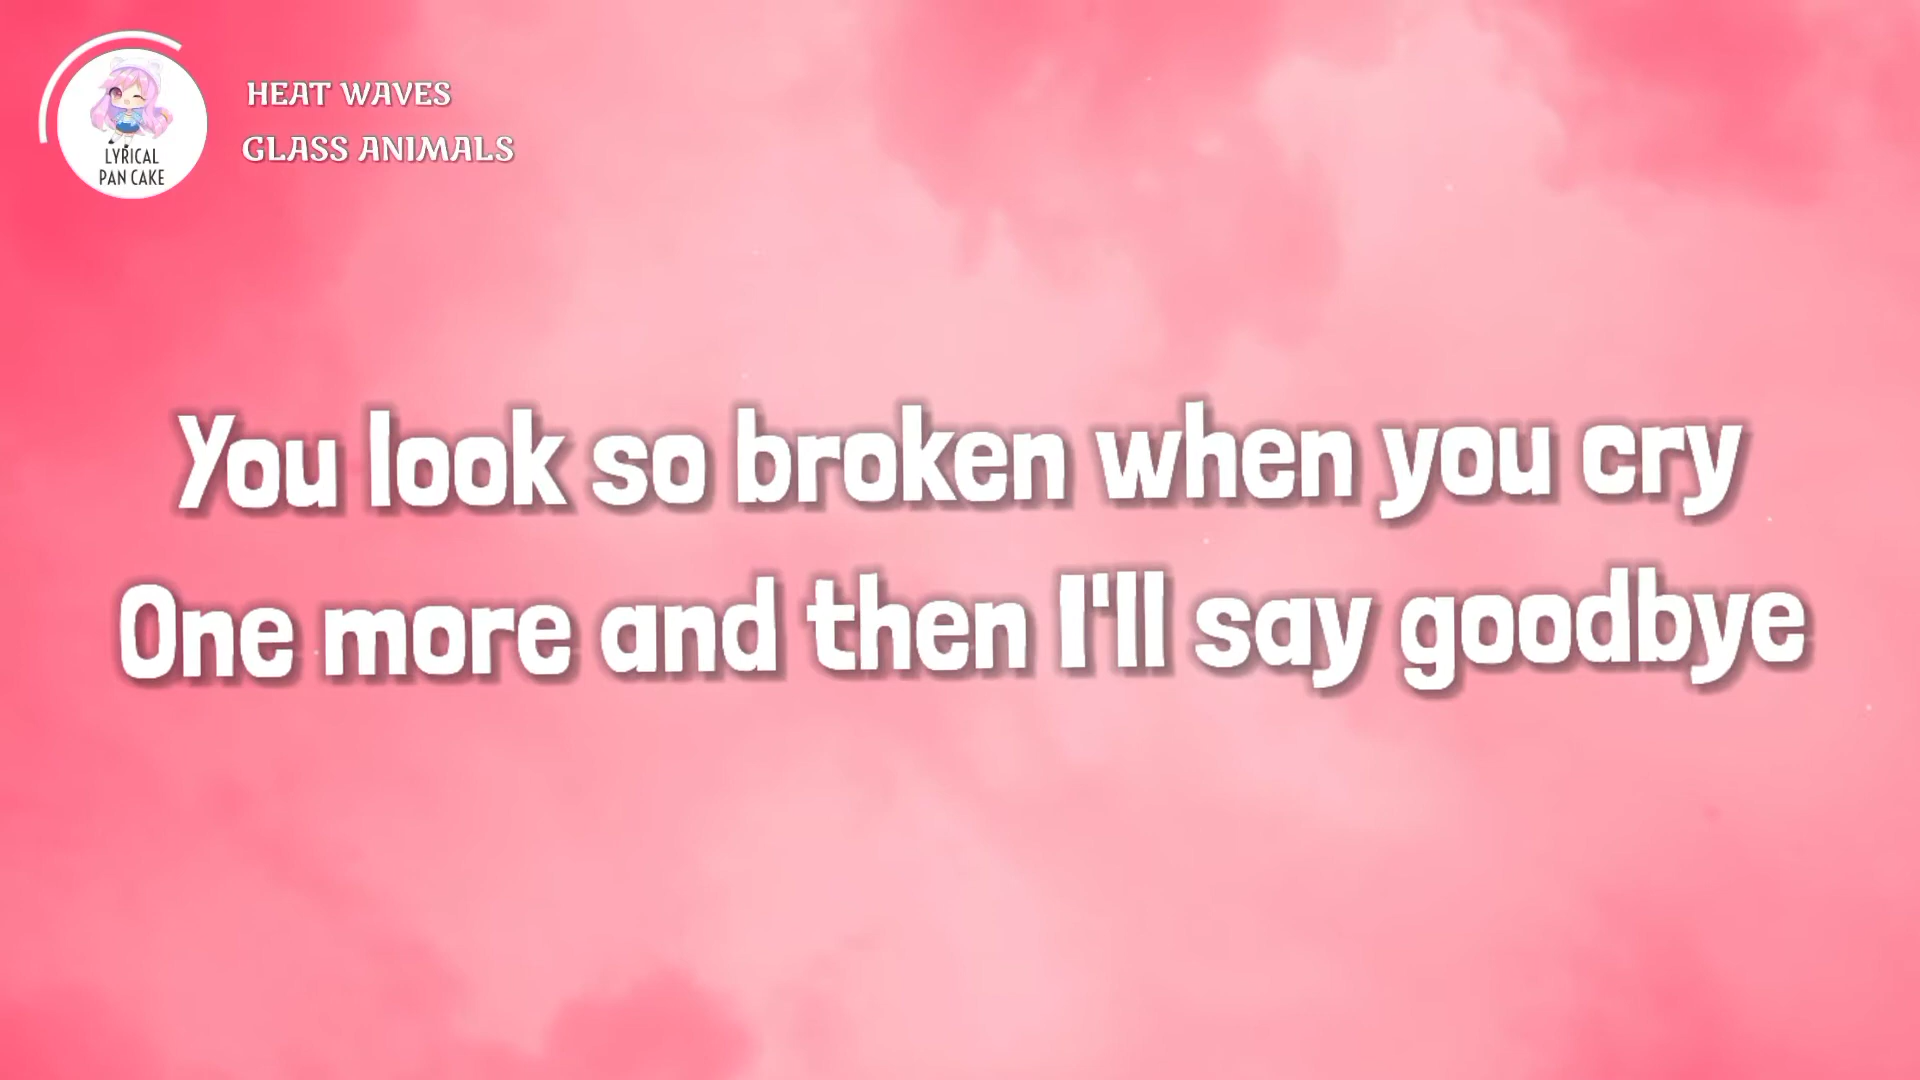 HEAT WAVES
GLASS ANIMALS
LYRICAL
PAN CAKE
You look so broken when you cry
One more and then I'll say goodbye